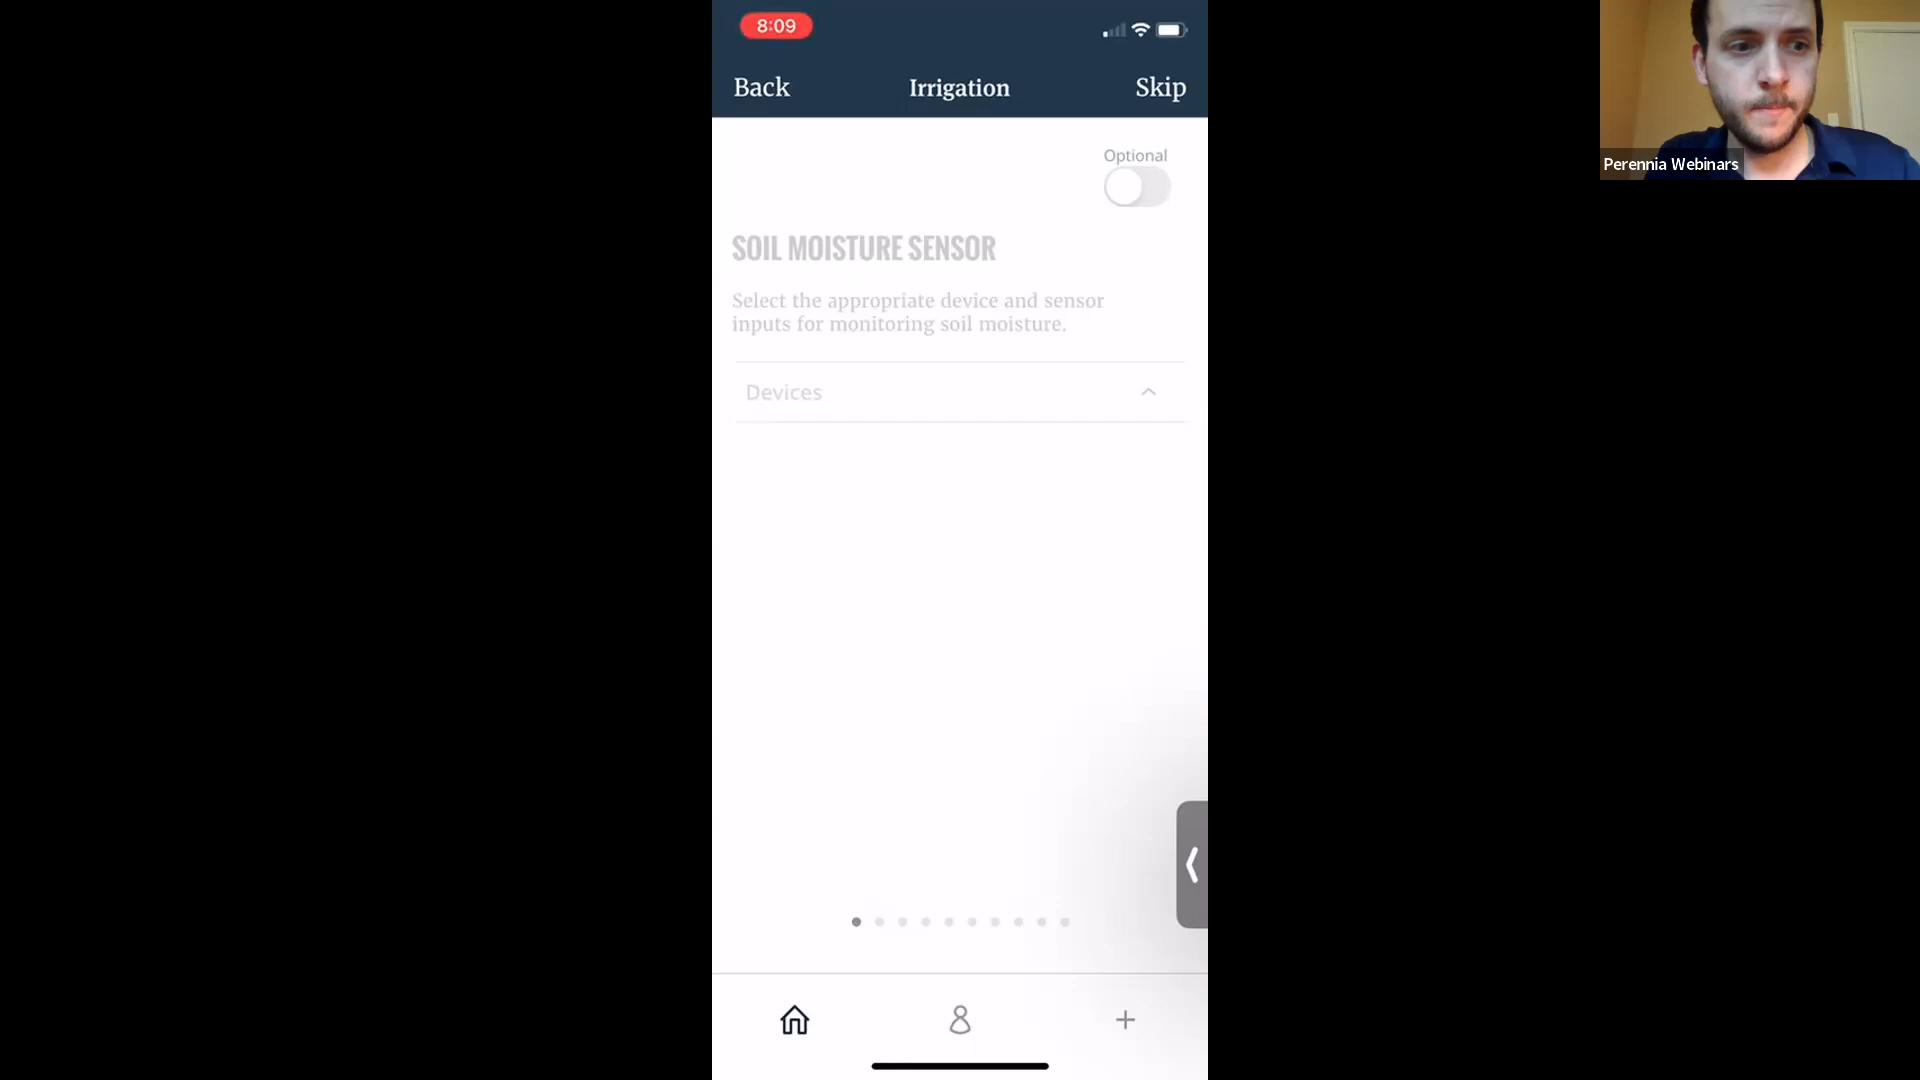 8:09
Back
Irrigation
Skip
Optional
SOIL MOISTURE SENSOR
Select the appropriate device and sensor
inputs for monitoring soil moisture.
Devices
Perennia Webinars